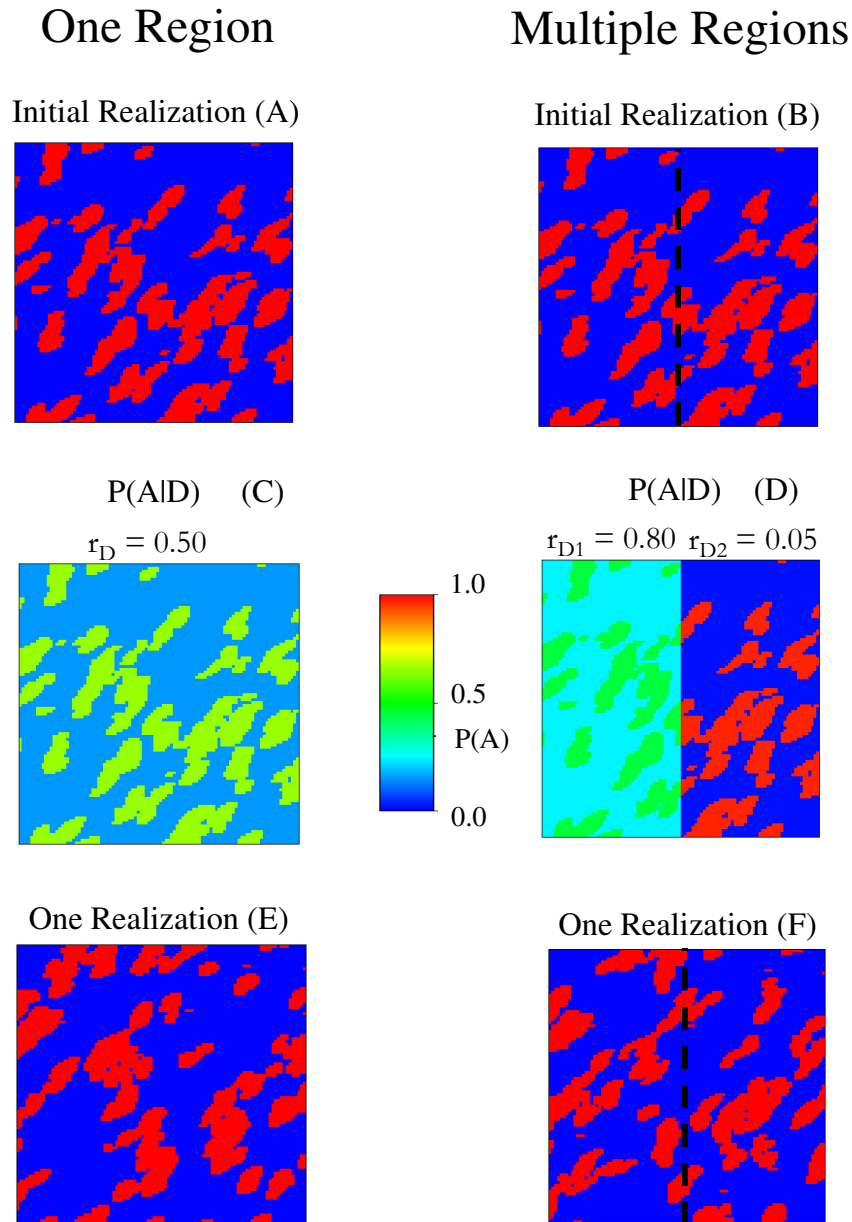 One Region
Multiple Regions
Initial Realization (A)
Initial Realization (B)
P(A|D) (C)
r_D = 0.50
P(A|D) (D)
r_D1 = 0.80 r_D2 = 0.05
1.0
0.5
P(A)
0.0
One Realization (E)
One Realization (F)